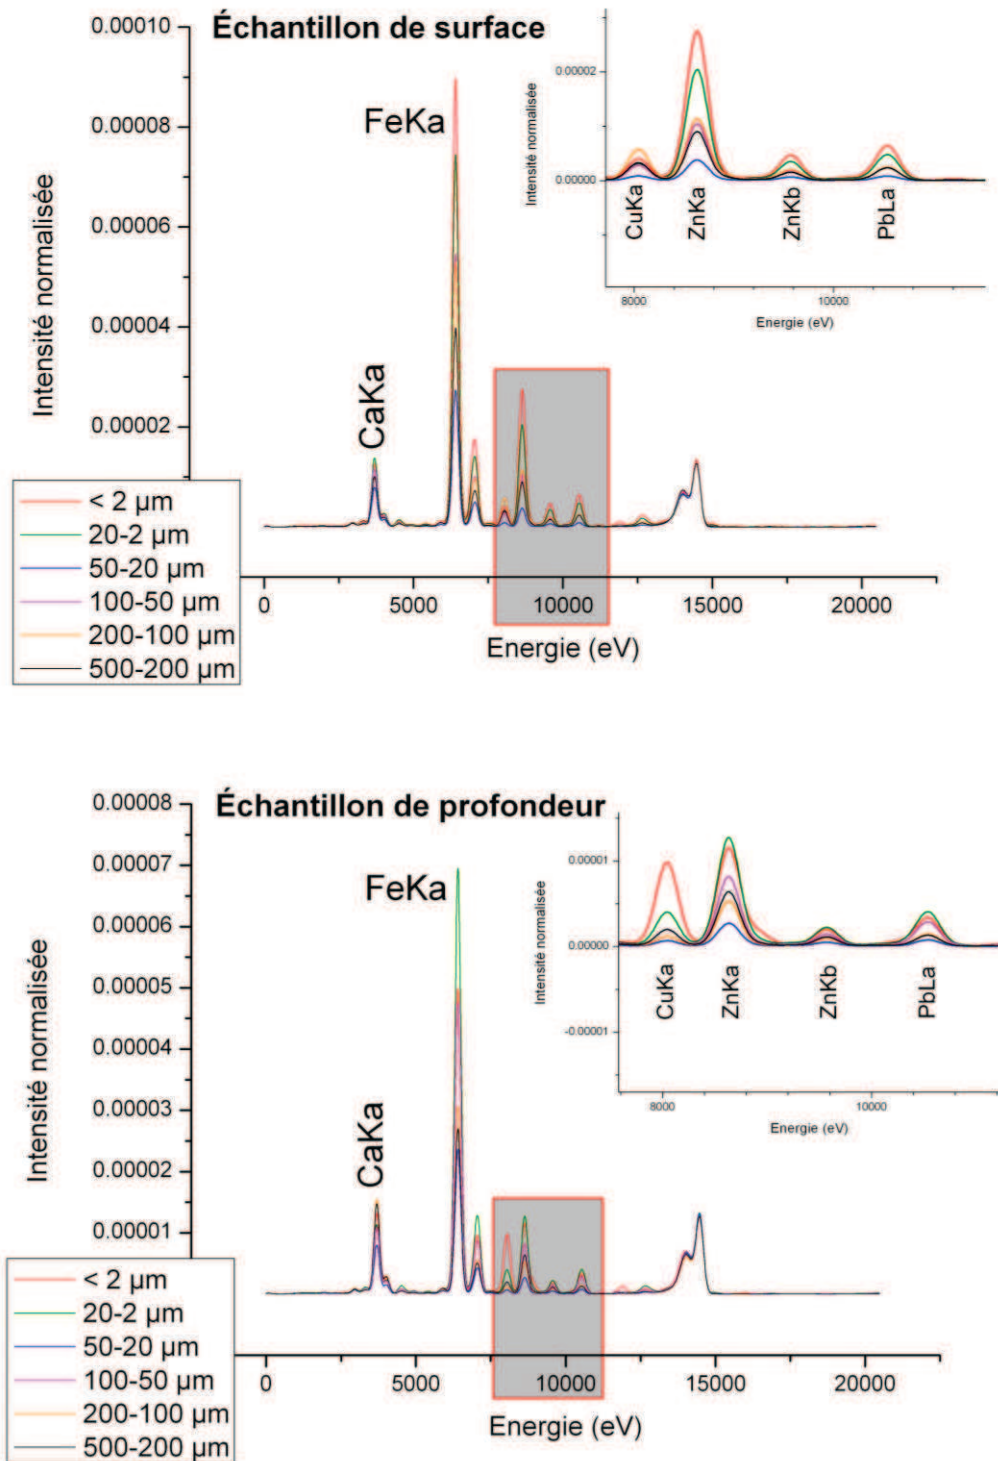 Échantillon de surface
0.00010
0.00008
0.00006
0.00004
0.00002
Intensité normalisée
FeKa
CaKa
0.00002
0.00000
Intensité normalisée
CuKa
ZnKa
ZnKb
PbLa
8000 10000
Energie (eV)
< 2 µm
20-2 µm
50-20 µm
100-50 µm
200-100 µm
500-200 µm
0 5000 10000 15000 20000
Energie (eV)
Échantillon de profondeur
0.00008
0.00007
0.00006
0.00005
0.00004
0.00003
0.00002
0.00001
Intensité normalisée
FeKa
CaKa
0.00001
0.00000
-0.00001
Intensité normalisée
CuKa
ZnKa
ZnKb
PbLa
8000 10000
Energie (eV)
< 2 µm
20-2 µm
50-20 µm
100-50 µm
200-100 µm
500-200 µm
0 5000 10000 15000 20000
Energie (eV)